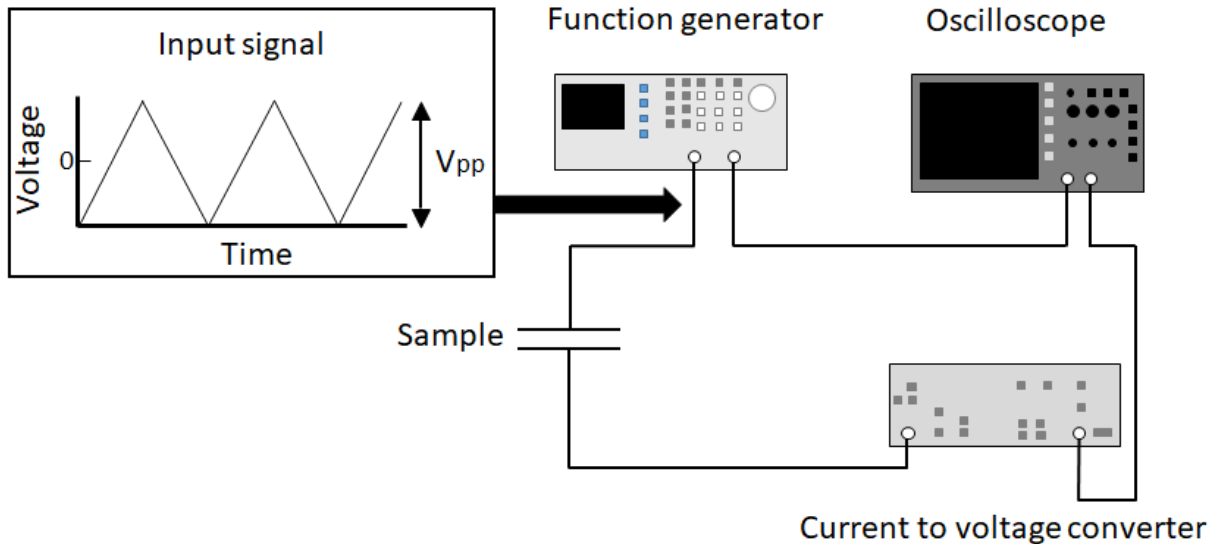 Function generator
Oscilloscope
Input signal
Voltage
0
Vpp
Time
Sample
Current to voltage converter